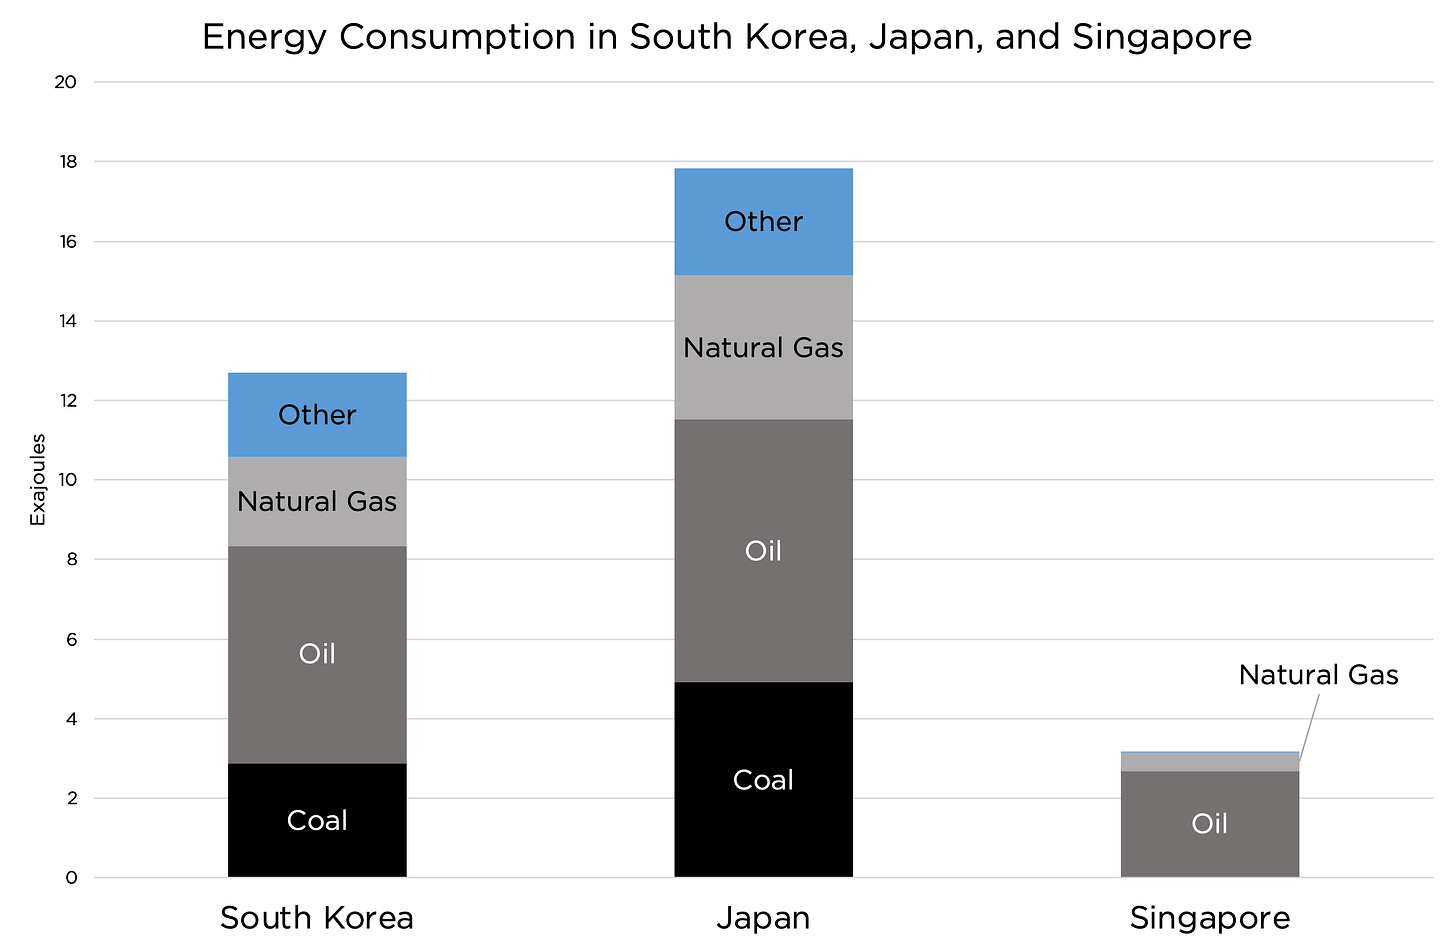 Energy Consumption in South Korea, Japan, and Singapore
20
18
16
14
12
10
8
6
4
2
0
Exajoules
Other
Natural Gas
Oil
Coal
Other
Natural Gas
Oil
Coal
Natural Gas
Oil
South Korea
Japan
Singapore